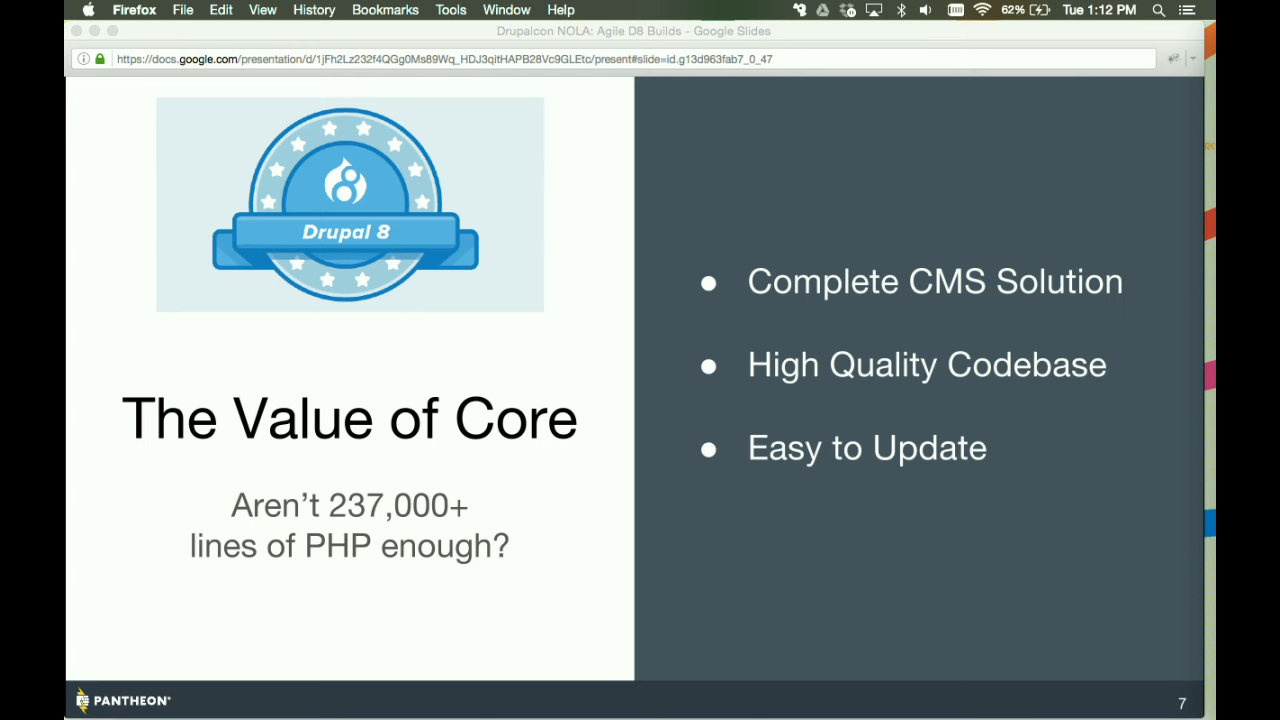 Firefox File Edit View History Bookmarks Tools Window Help 62% Tue 1:12 PM
Drupalcon NOLA: Agile D8 Builds - Google Slides
https://docs.google.com/presentation/d/1jFh2Lz232f4QGg0Ms89Wq_HDJ3qitHAPB28Vc9GLEtc/present#slide=id.g13d963fab7_0_47
Drupal 8
The Value of Core
Aren't 237,000+
lines of PHP enough?
● Complete CMS Solution
● High Quality Codebase
● Easy to Update
PANTHEON®
7